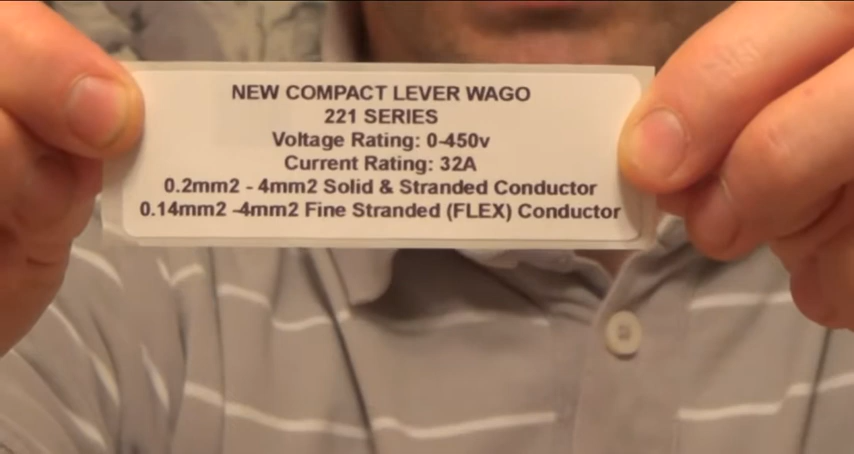 NEW COMPACT LEVER WAGO
221 SERIES
Voltage Rating: 0-450v
Current Rating: 32A
0.2mm2 - 4mm2 Solid & Stranded Conductor
0.14mm2 -4mm2 Fine Stranded (FLEX) Conductor